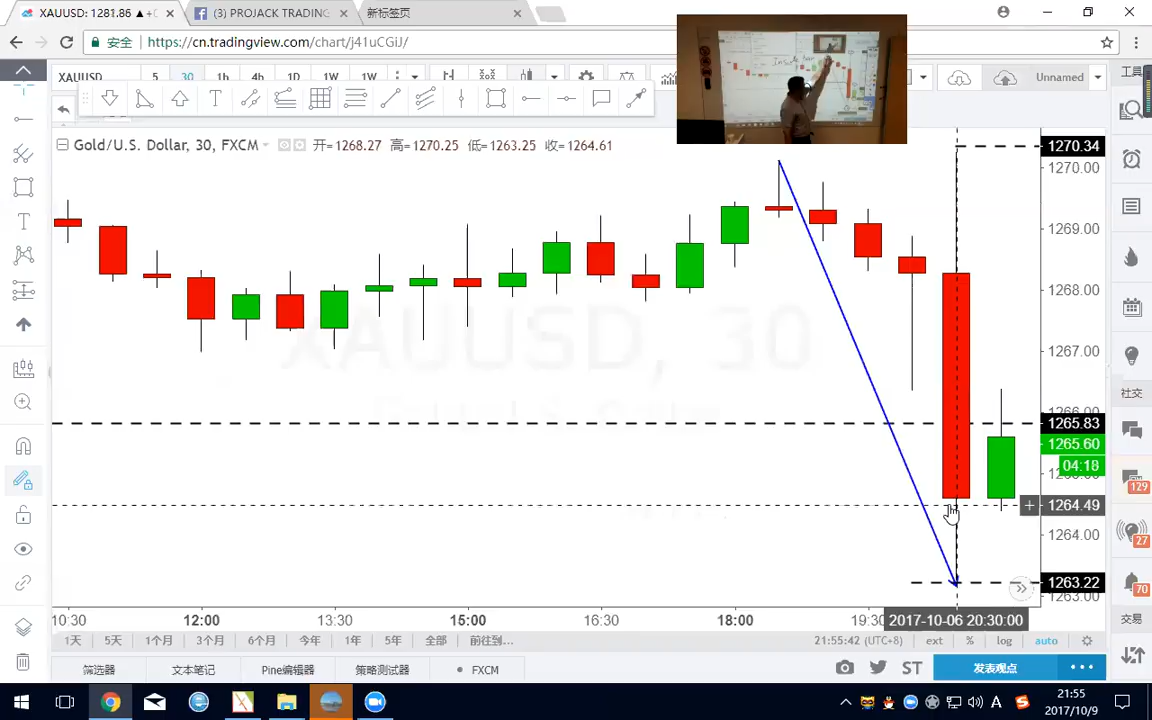 XAUUSD: 1281.86 ▲ +0
(3) PROJACK TRADING
新标签页
安全
https://cn.tradingview.com/chart/j41uCGiJ/
XAUUSD 5 30 1h 4h 1D 1W 1M
Unnamed
工具
Inside bar
Gold/U.S. Dollar, 30, FXCM
开=1268.27 高=1270.25 低=1263.25 收=1264.61
XAUUSD, 30
Gold / U.S. Dollar
1270.34
1270.00
1269.00
1268.00
1267.00
1266.00
1265.83
1265.60
04:18
1264.49
1264.00
1263.22
1263.00
社交
129
27
70
交易
10:30 12:00 13:30 15:00 16:30 18:00 19:30 2017-10-06 20:30:00
1天 5天 1个月 3个月 6个月 今年 1年 5年 全部 前往到... 21:55:42 (UTC+8) ext % log auto
筛选器 文本笔记 Pine编辑器 策略测试器 FXCM ST 发表观点
A
21:55
2017/10/9